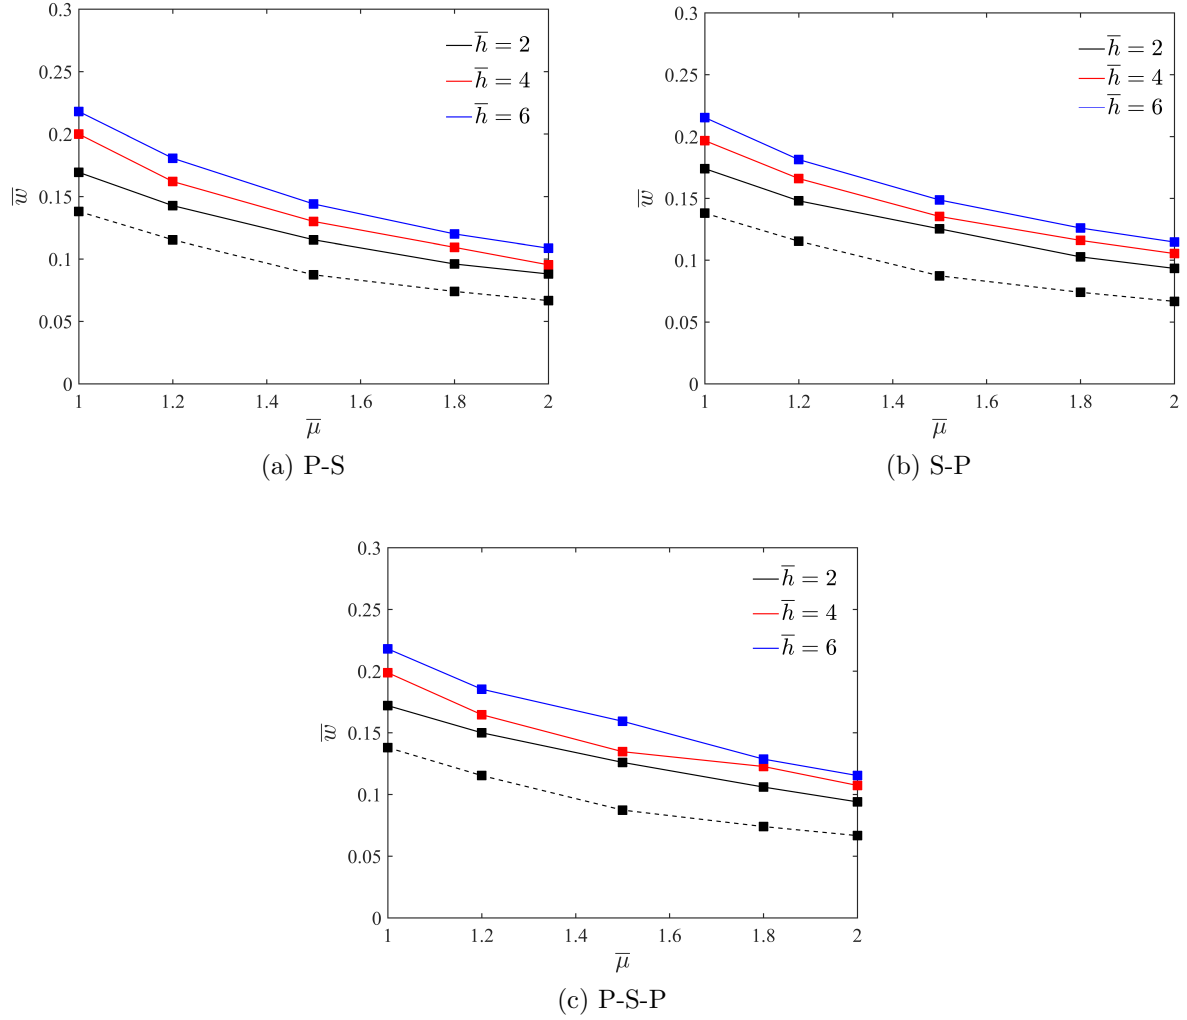 0.3
0.25
0.2
0.15
0.1
0.05
0
w̅
h̅ = 2
h̅ = 4
h̅ = 6
1 1.2 1.4 1.6 1.8 2
μ̅
(a) P-S
0.3
0.25
0.2
0.15
0.1
0.05
0
w̅
h̅ = 2
h̅ = 4
h̅ = 6
1 1.2 1.4 1.6 1.8 2
μ̅
(b) S-P
0.3
0.25
0.2
0.15
0.1
0.05
0
w̅
h̅ = 2
h̅ = 4
h̅ = 6
1 1.2 1.4 1.6 1.8 2
μ̅
(c) P-S-P